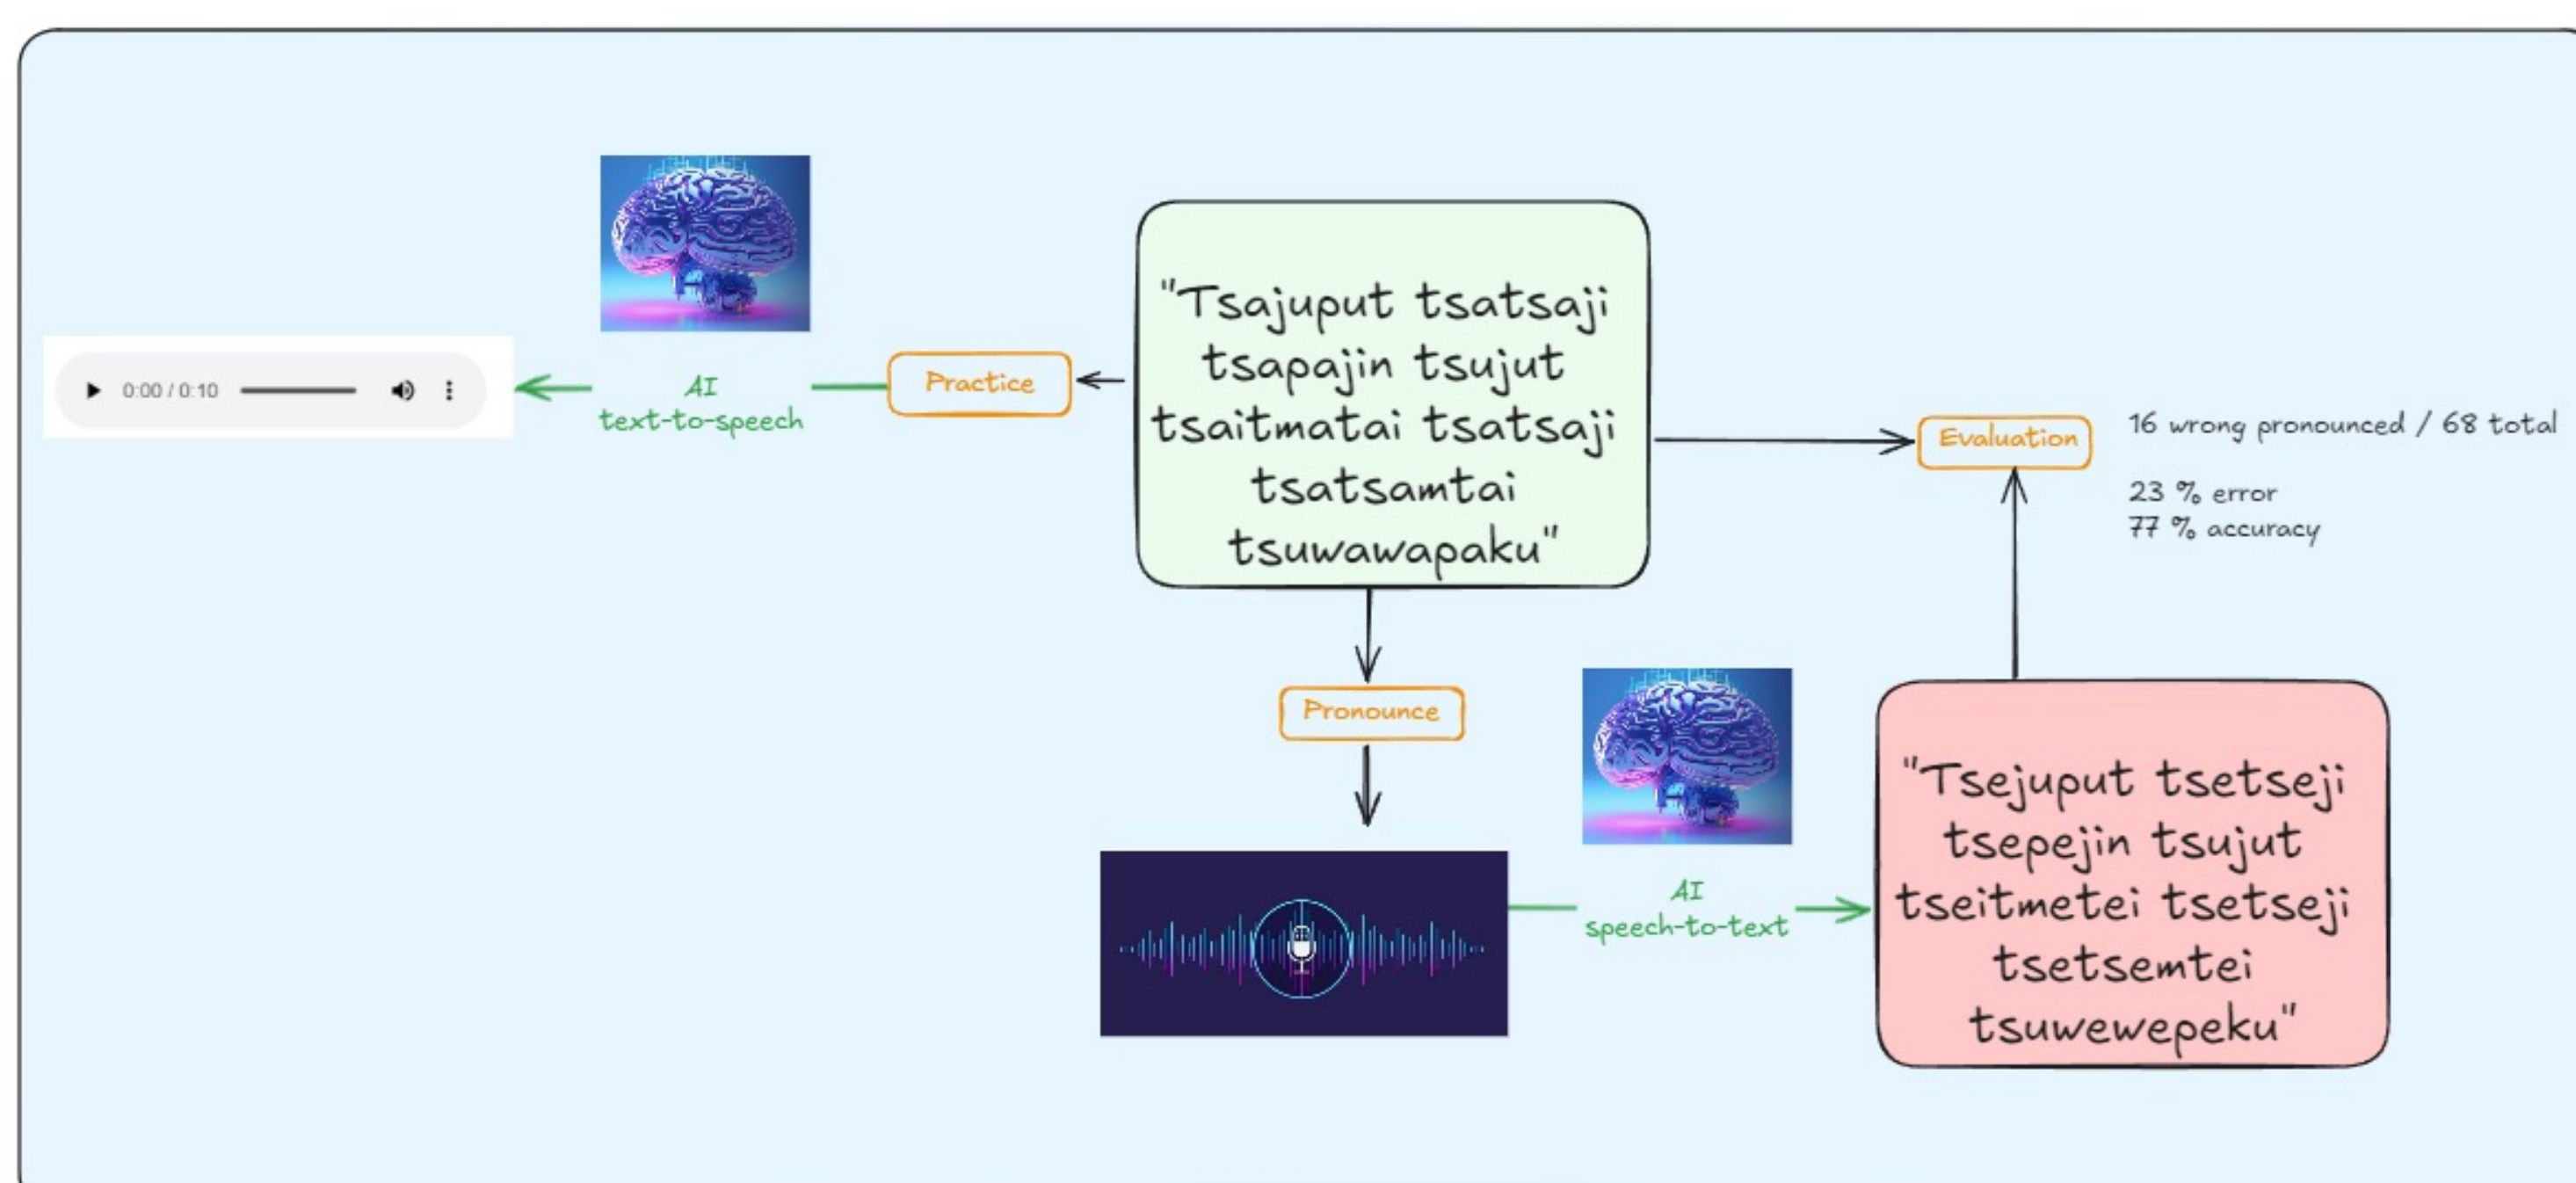 "Tsajuput tsatsaji
tsapajin tsujut
tsaitmatai tsatsaji
tsatsamtai
tsuwawapaku"
Practice
AI
text-to-speech
0:00 / 0:10
Evaluation
16 wrong pronounced / 68 total
23 % error
77 % accuracy
Pronounce
AI
speech-to-text
"Tsejuput tsetseji
tsepejin tsujut
tseitmetei tsetseji
tsetsemtei
tsuwewepeku"